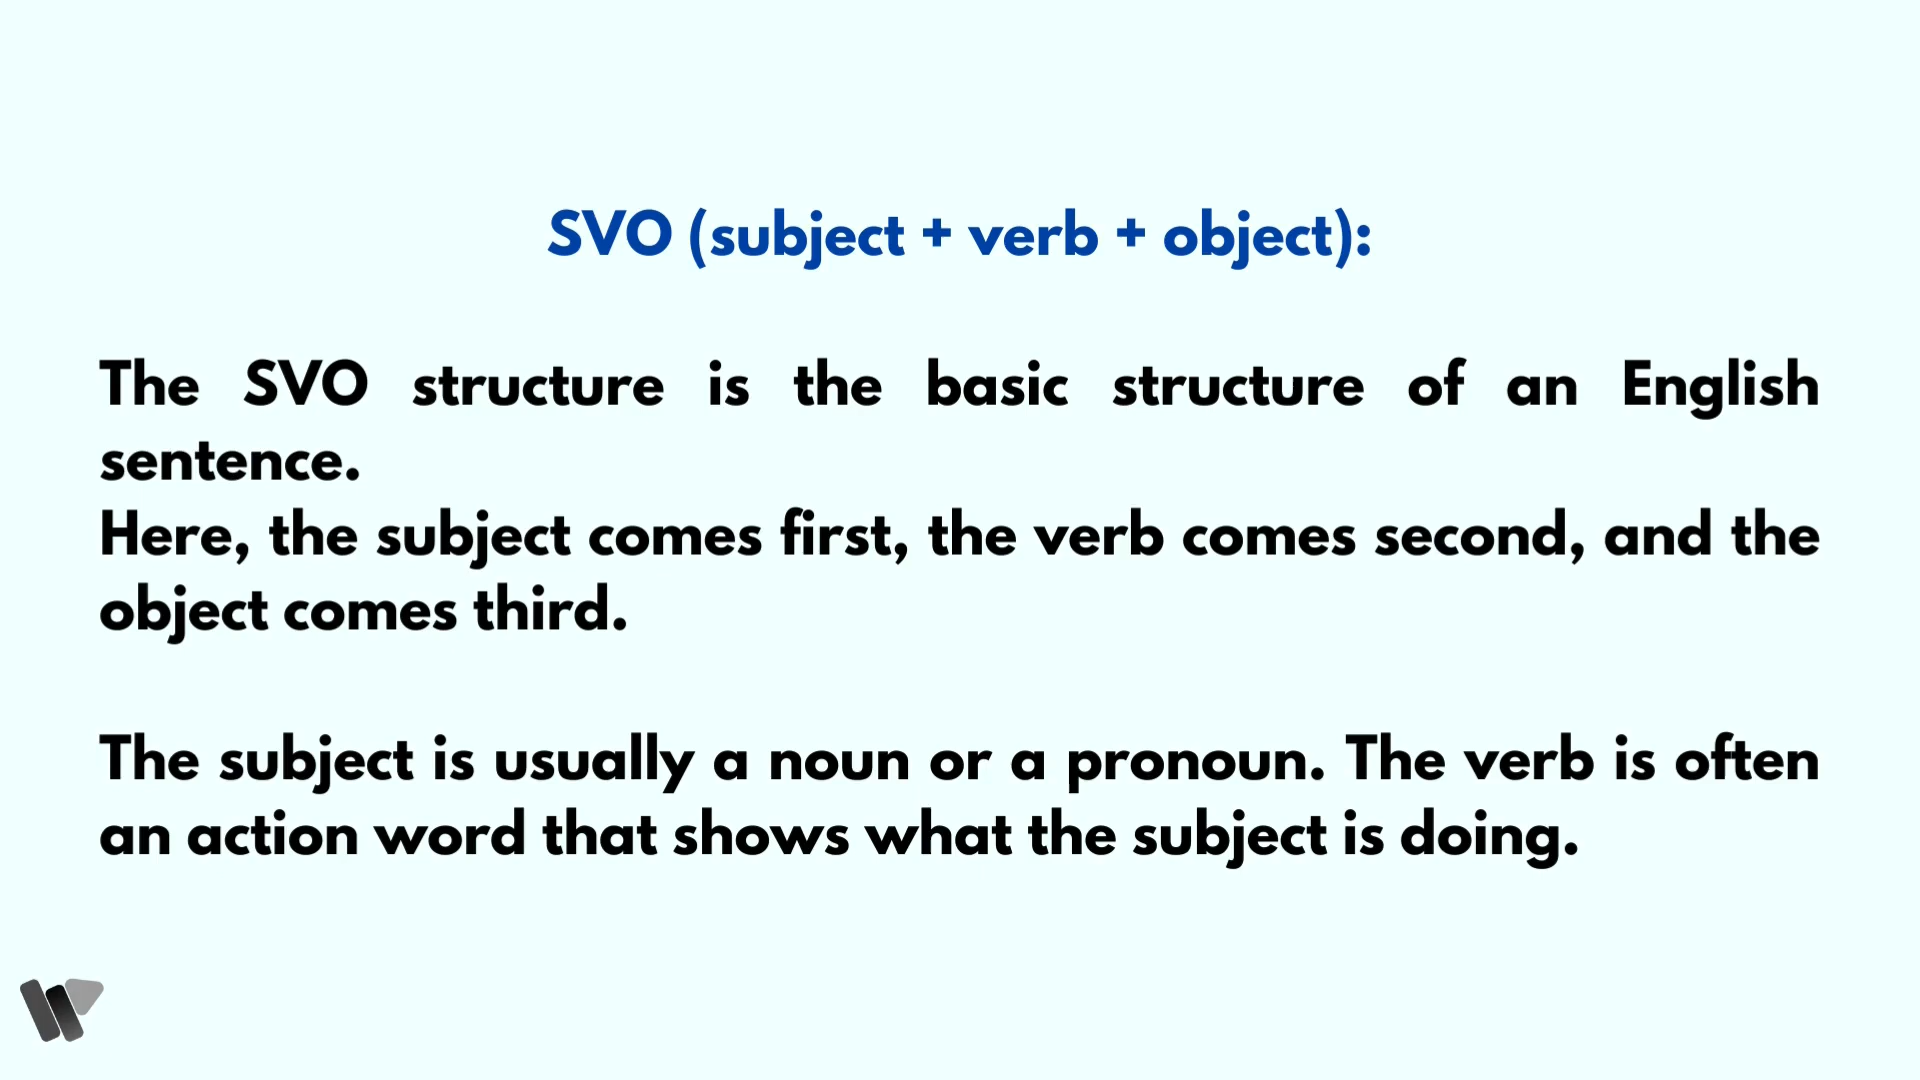 SVO (subject + verb + object):
The SVO structure is the basic structure of an English
sentence.
Here, the subject comes first, the verb comes second, and the
object comes third.
The subject is usually a noun or a pronoun. The verb is often
an action word that shows what the subject is doing.